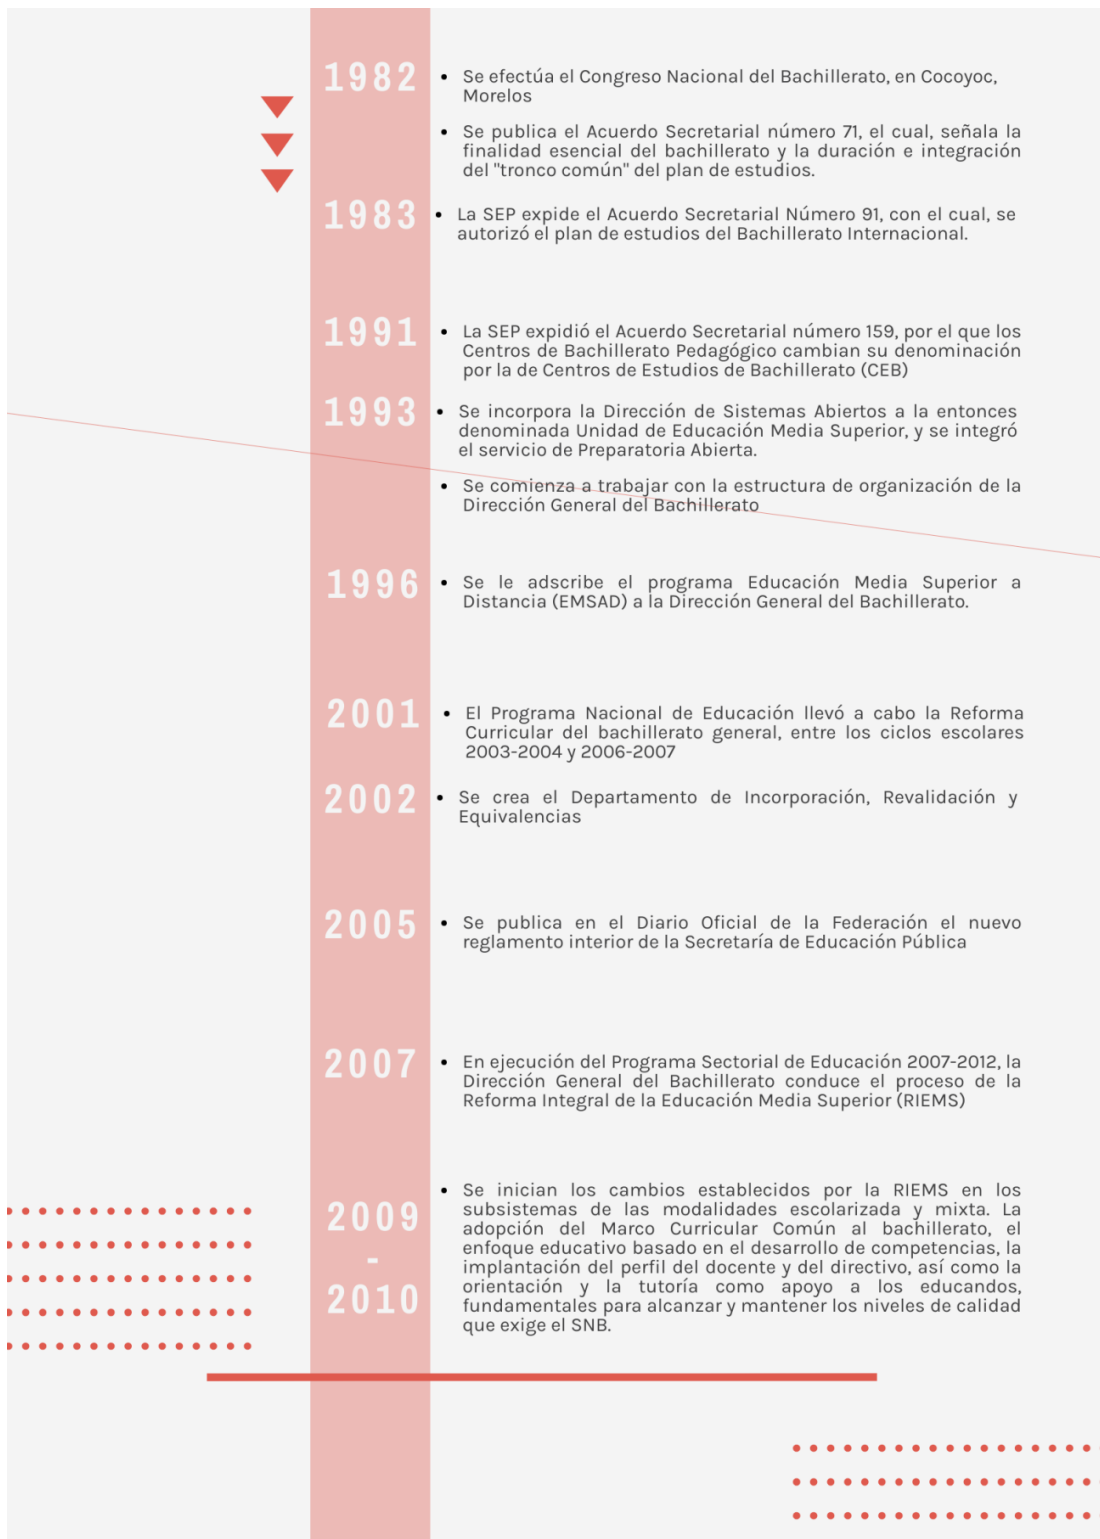 1982
• Se efectúa el Congreso Nacional del Bachillerato, en Cocoyoc,
Morelos
• Se publica el Acuerdo Secretarial número 71, el cual, señala la
finalidad esencial del bachillerato y la duración e integración
del "tronco común" del plan de estudios.
1983
• La SEP expide el Acuerdo Secretarial Número 91, con el cual, se
autorizó el plan de estudios del Bachillerato Internacional.
1991
• La SEP expidió el Acuerdo Secretarial número 159, por el que los
Centros de Bachillerato Pedagógico cambian su denominación
por la de Centros de Estudios de Bachillerato (CEB)
1993
• Se incorpora la Dirección de Sistemas Abiertos a la entonces
denominada Unidad de Educación Media Superior, y se integró
el servicio de Preparatoria Abierta.
• Se comienza a trabajar con la estructura de organización de la
Dirección General del Bachillerato
1996
• Se le adscribe el programa Educación Media Superior a
Distancia (EMSAD) a la Dirección General del Bachillerato.
2001
• El Programa Nacional de Educación llevó a cabo la Reforma
Curricular del bachillerato general, entre los ciclos escolares
2003-2004 y 2006-2007
2002
• Se crea el Departamento de Incorporación, Revalidación y
Equivalencias
2005
• Se publica en el Diario Oficial de la Federación el nuevo
reglamento interior de la Secretaría de Educación Pública
2007
• En ejecución del Programa Sectorial de Educación 2007-2012, la
Dirección General del Bachillerato conduce el proceso de la
Reforma Integral de la Educación Media Superior (RIEMS)
2009
-
2010
• Se inician los cambios establecidos por la RIEMS en los
subsistemas de las modalidades escolarizada y mixta. La
adopción del Marco Curricular Común al bachillerato, el
enfoque educativo basado en el desarrollo de competencias, la
implantación del perfil del docente y del directivo, así como la
orientación y la tutoría como apoyo a los educandos,
fundamentales para alcanzar y mantener los niveles de calidad
que exige el SNB.